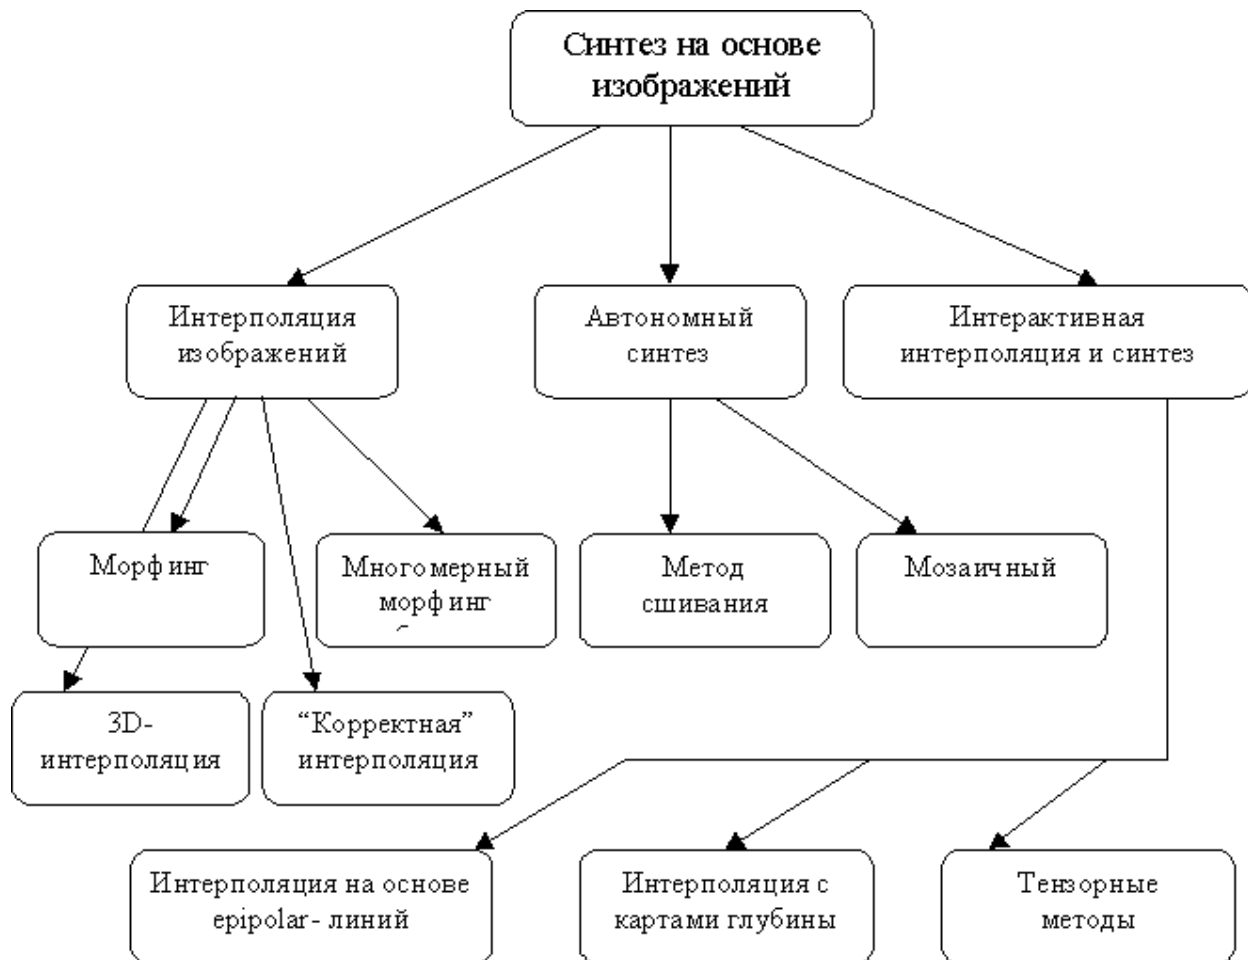 Синтез на основе
изображений
Интерполяция
изображений
Автономный
синтез
Интерактивная
интерполяция и синтез
Морфинг
Многомерный
морфинг
Метод
сшивания
Мозаичный
3D-
интерполяция
“Корректная”
интерполяция
Интерполяция на основе
epipolar- линий
Интерполяция с
картами глубины
Тензорные
методы